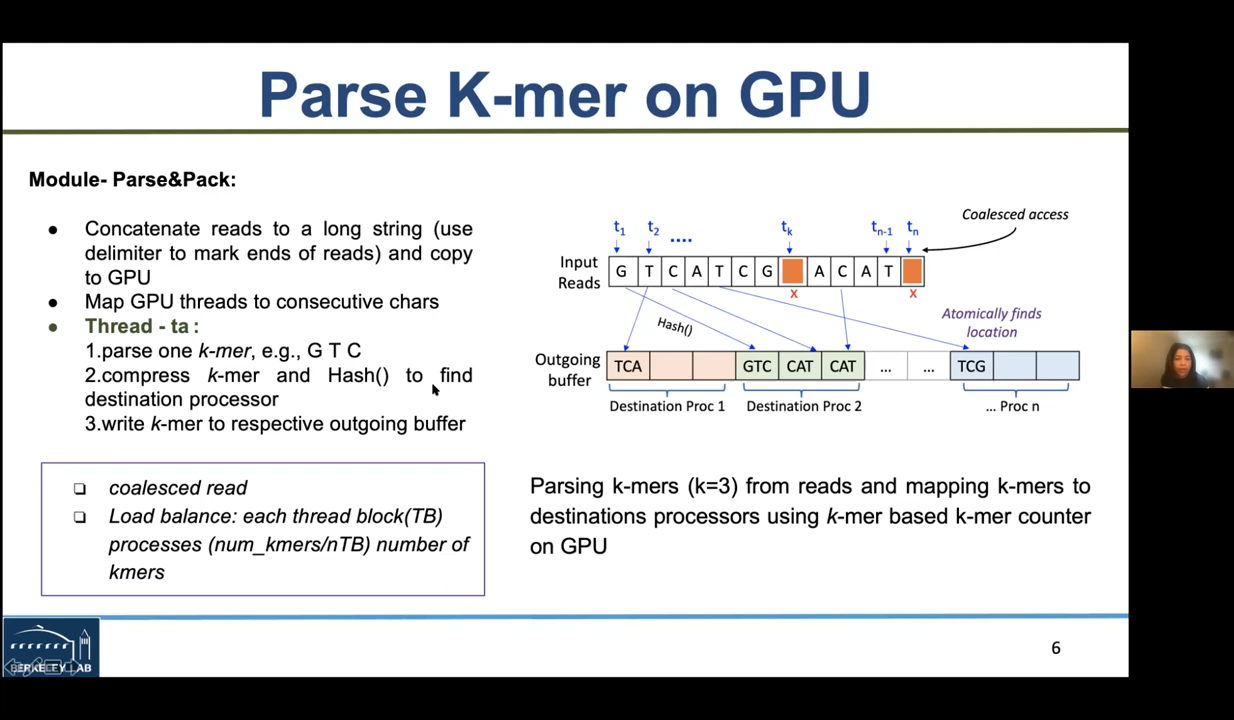 Parse K-mer on GPU
Module- Parse&Pack:
● Concatenate reads to a long string (use
delimiter to mark ends of reads) and copy
to GPU
● Map GPU threads to consecutive chars
● Thread - ta :
1.parse one k-mer, e.g., G T C
2.compress k-mer and Hash() to find
destination processor
3.write k-mer to respective outgoing buffer
❏ coalesced read
❏ Load balance: each thread block(TB)
processes (num_kmers/nTB) number of
kmers
Coalesced access
t1 t2 .... tk tn-1 tn
Input
Reads
G T C A T C G A C A T
x x
Hash()
Atomically finds
location
Outgoing
buffer
TCA GTC CAT CAT ... ... TCG
Destination Proc 1 Destination Proc 2 ... Proc n
Parsing k-mers (k=3) from reads and mapping k-mers to
destinations processors using k-mer based k-mer counter
on GPU
BERKELEY LAB
6